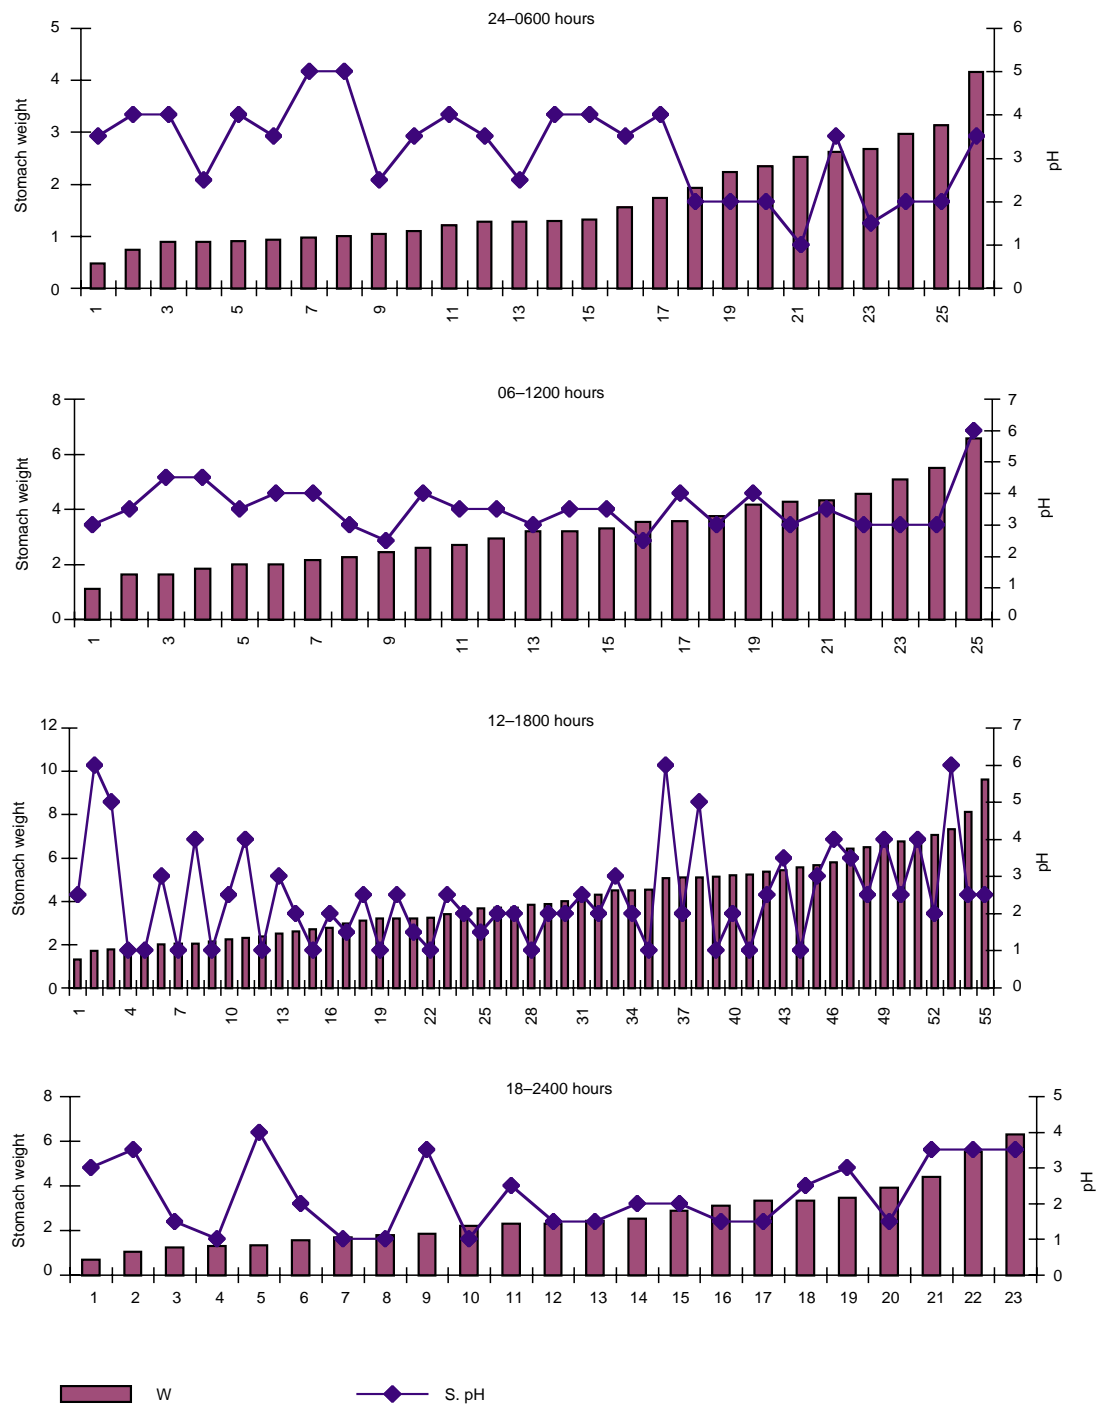 24–0600 hours
5 4 3 2 1 0
Stomach weight
6 5 4 3 2 1 0
pH
1 3 5 7 9 11 13 15 17 19 21 23 25
06–1200 hours
8 6 4 2 0
Stomach weight
7 6 5 4 3 2 1 0
pH
1 3 5 7 9 11 13 15 17 19 21 23 25
12–1800 hours
12 10 8 6 4 2 0
Stomach weight
7 6 5 4 3 2 1 0
pH
1 4 7 10 13 16 19 22 25 28 31 34 37 40 43 46 49 52 55
18–2400 hours
8 6 4 2 0
Stomach weight
5 4 3 2 1 0
pH
1 2 3 4 5 6 7 8 9 10 11 12 13 14 15 16 17 18 19 20 21 22 23
W S. pH